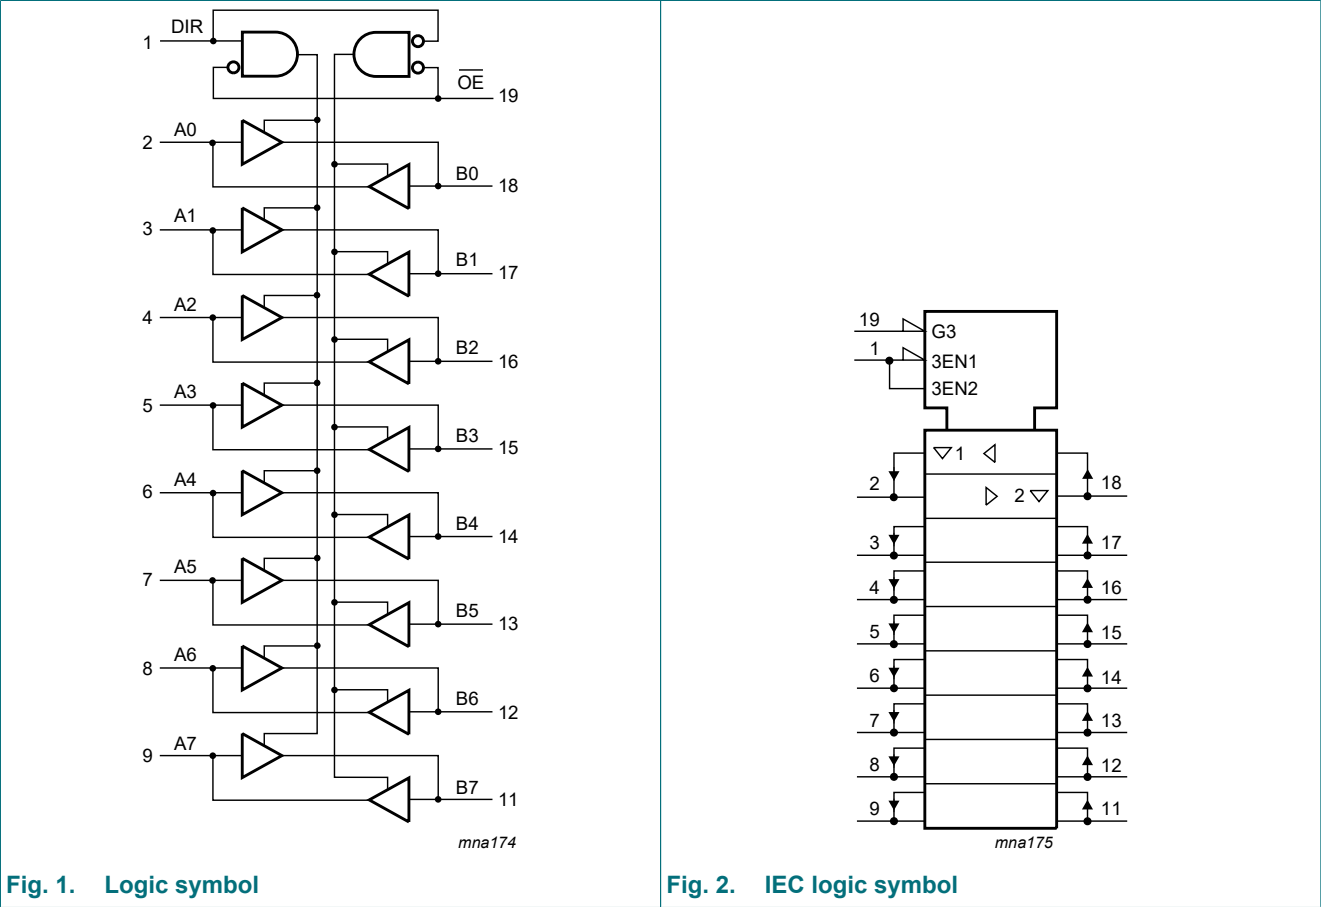 DIR
1
OE
19
A0
2
B0
18
A1
3
B1
17
A2
4
B2
16
A3
5
B3
15
A4
6
B4
14
A5
7
B5
13
A6
8
B6
12
A7
9
B7
11
mna174
Fig. 1. Logic symbol
19
G3
1
3EN1
3EN2
1
2
2
18
3
17
4
16
5
15
6
14
7
13
8
12
9
11
mna175
Fig. 2. IEC logic symbol